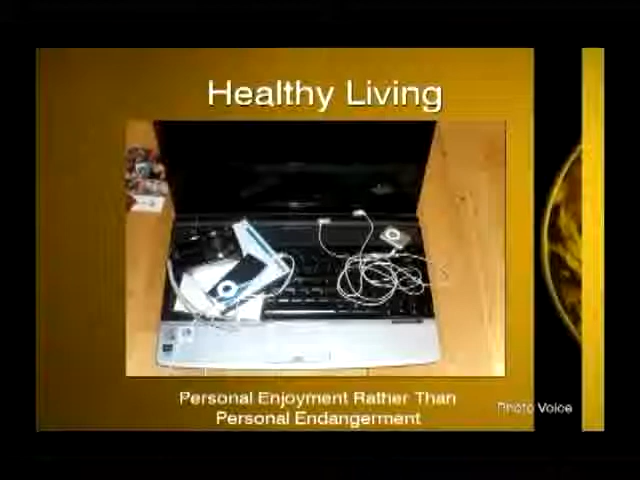 Healthy Living
Personal Enjoyment Rather Than
Personal Endangerment
Photo Voice